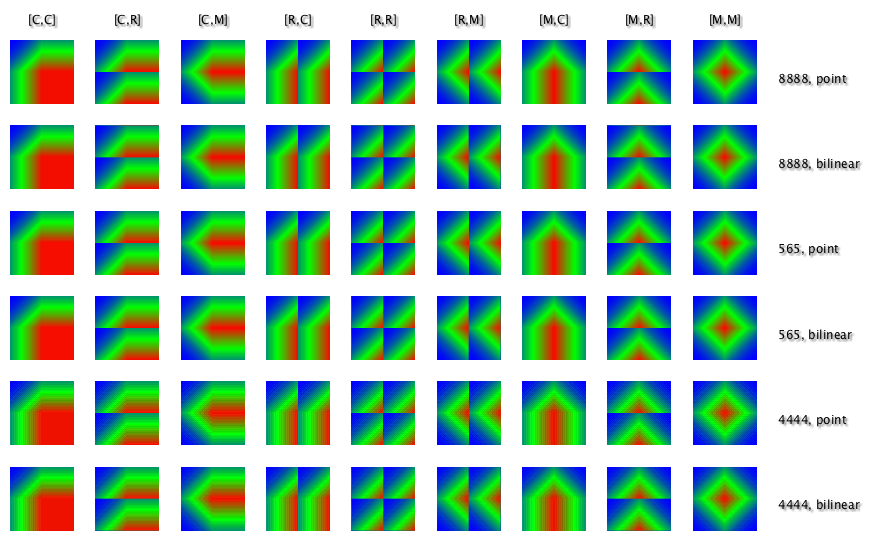 [C,C] [C,R] [C,M] [R,C] [R,R] [R,M] [M,C] [M,R] [M,M]
8888, point
8888, bilinear
565, point
565, bilinear
4444, point
4444, bilinear